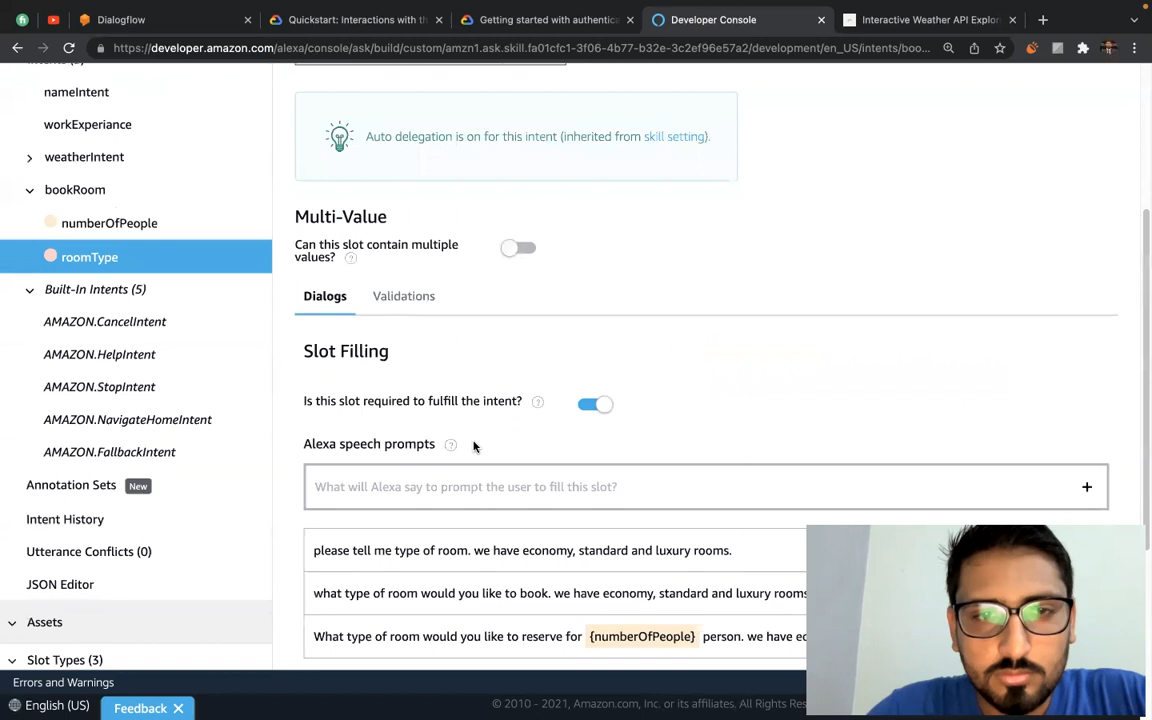 Dialogflow
Quickstart: Interactions with th
Getting started with authentic
Developer Console
Interactive Weather API Explor
https://developer.amazon.com/alexa/console/ask/build/custom/amzn1.ask.skill.fa01cfc1-3f06-4b77-b32e-3c2ef96e57a2/development/en_US/intents/boo...
nameIntent
workExperiance
weatherIntent
bookRoom
numberOfPeople
roomType
Built-In Intents (5)
AMAZON.CancelIntent
AMAZON.HelpIntent
AMAZON.StopIntent
AMAZON.NavigateHomeIntent
AMAZON.FallbackIntent
Annotation Sets New
Intent History
Utterance Conflicts (0)
JSON Editor
Assets
Slot Types (3)
Auto delegation is on for this intent (inherited from skill setting).
Multi-Value
Can this slot contain multiple
values? ?
Dialogs Validations
Slot Filling
Is this slot required to fulfill the intent? ?
Alexa speech prompts ?
What will Alexa say to prompt the user to fill this slot? +
please tell me type of room. we have economy, standard and luxury rooms.
what type of room would you like to book. we have economy, standard and luxury rooms
What type of room would you like to reserve for {numberOfPeople} person. we have ec
Errors and Warnings
English (US) Feedback ✕
© 2010 - 2021, Amazon.com, Inc. or its affiliates. All Rights Rese